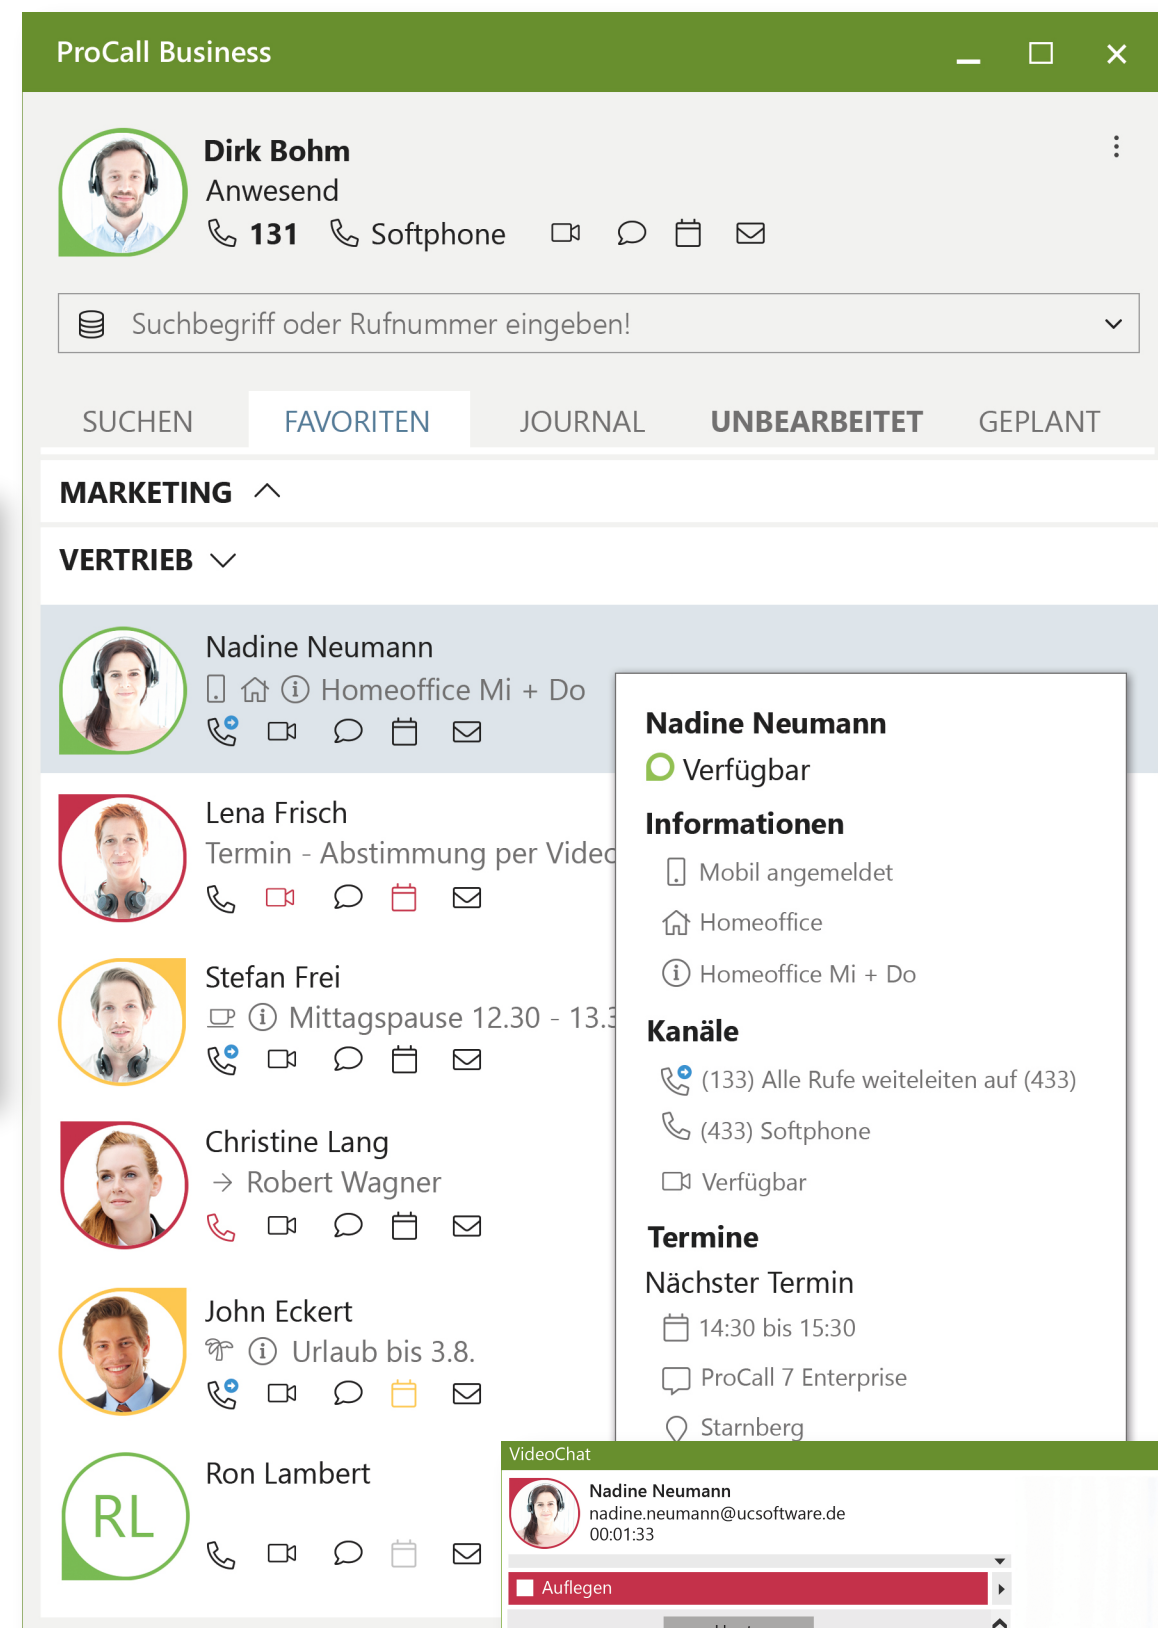 ProCall Business
Dirk Bohm
Anwesend
131 Softphone
Suchbegriff oder Rufnummer eingeben!
SUCHEN FAVORITEN JOURNAL UNBEARBEITET GEPLANT
MARKETING
VERTRIEB
Nadine Neumann
Homeoffice Mi + Do
Lena Frisch
Termin - Abstimmung per Video
Stefan Frei
Mittagspause 12.30 - 13.3
Christine Lang
→ Robert Wagner
John Eckert
Urlaub bis 3.8.
RL
Ron Lambert
Nadine Neumann
Verfügbar
Informationen
Mobil angemeldet
Homeoffice
Homeoffice Mi + Do
Kanäle
(133) Alle Rufe weiteleiten auf (433)
(433) Softphone
Verfügbar
Termine
Nächster Termin
14:30 bis 15:30
ProCall 7 Enterprise
Starnberg
VideoChat
Nadine Neumann
nadine.neumann@ucsoftware.de
00:01:33
Auflegen